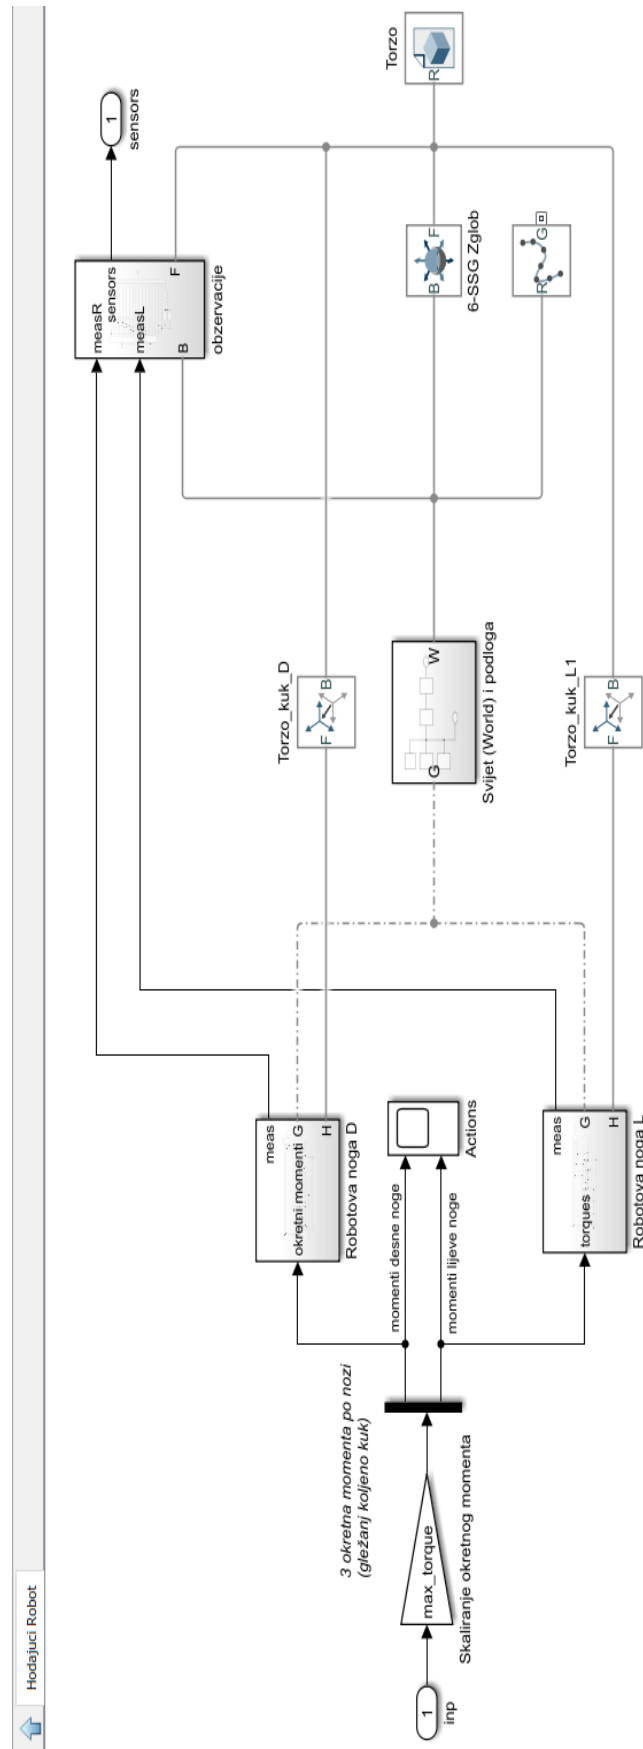 Hodajuci Robot
1
inp
max_torque
Skaliranje okretnog momenta
3 okretna momenta po nozi
(gležanj koljeno kuk)
momenti desne noge
momenti lijeve noge
Actions
okretni momenti
meas
G
H
Robotova noga D
torques
meas
G
H
Robotova noga L
Torzo_kuk_D
F
B
G
W
Svijet (World) i podloga
Torzo_kuk_L1
F
B
measR
sensors
measL
B
F
obzervacije
1
sensors
B
F
6-SSG Zglob
R
G
Torzo
R